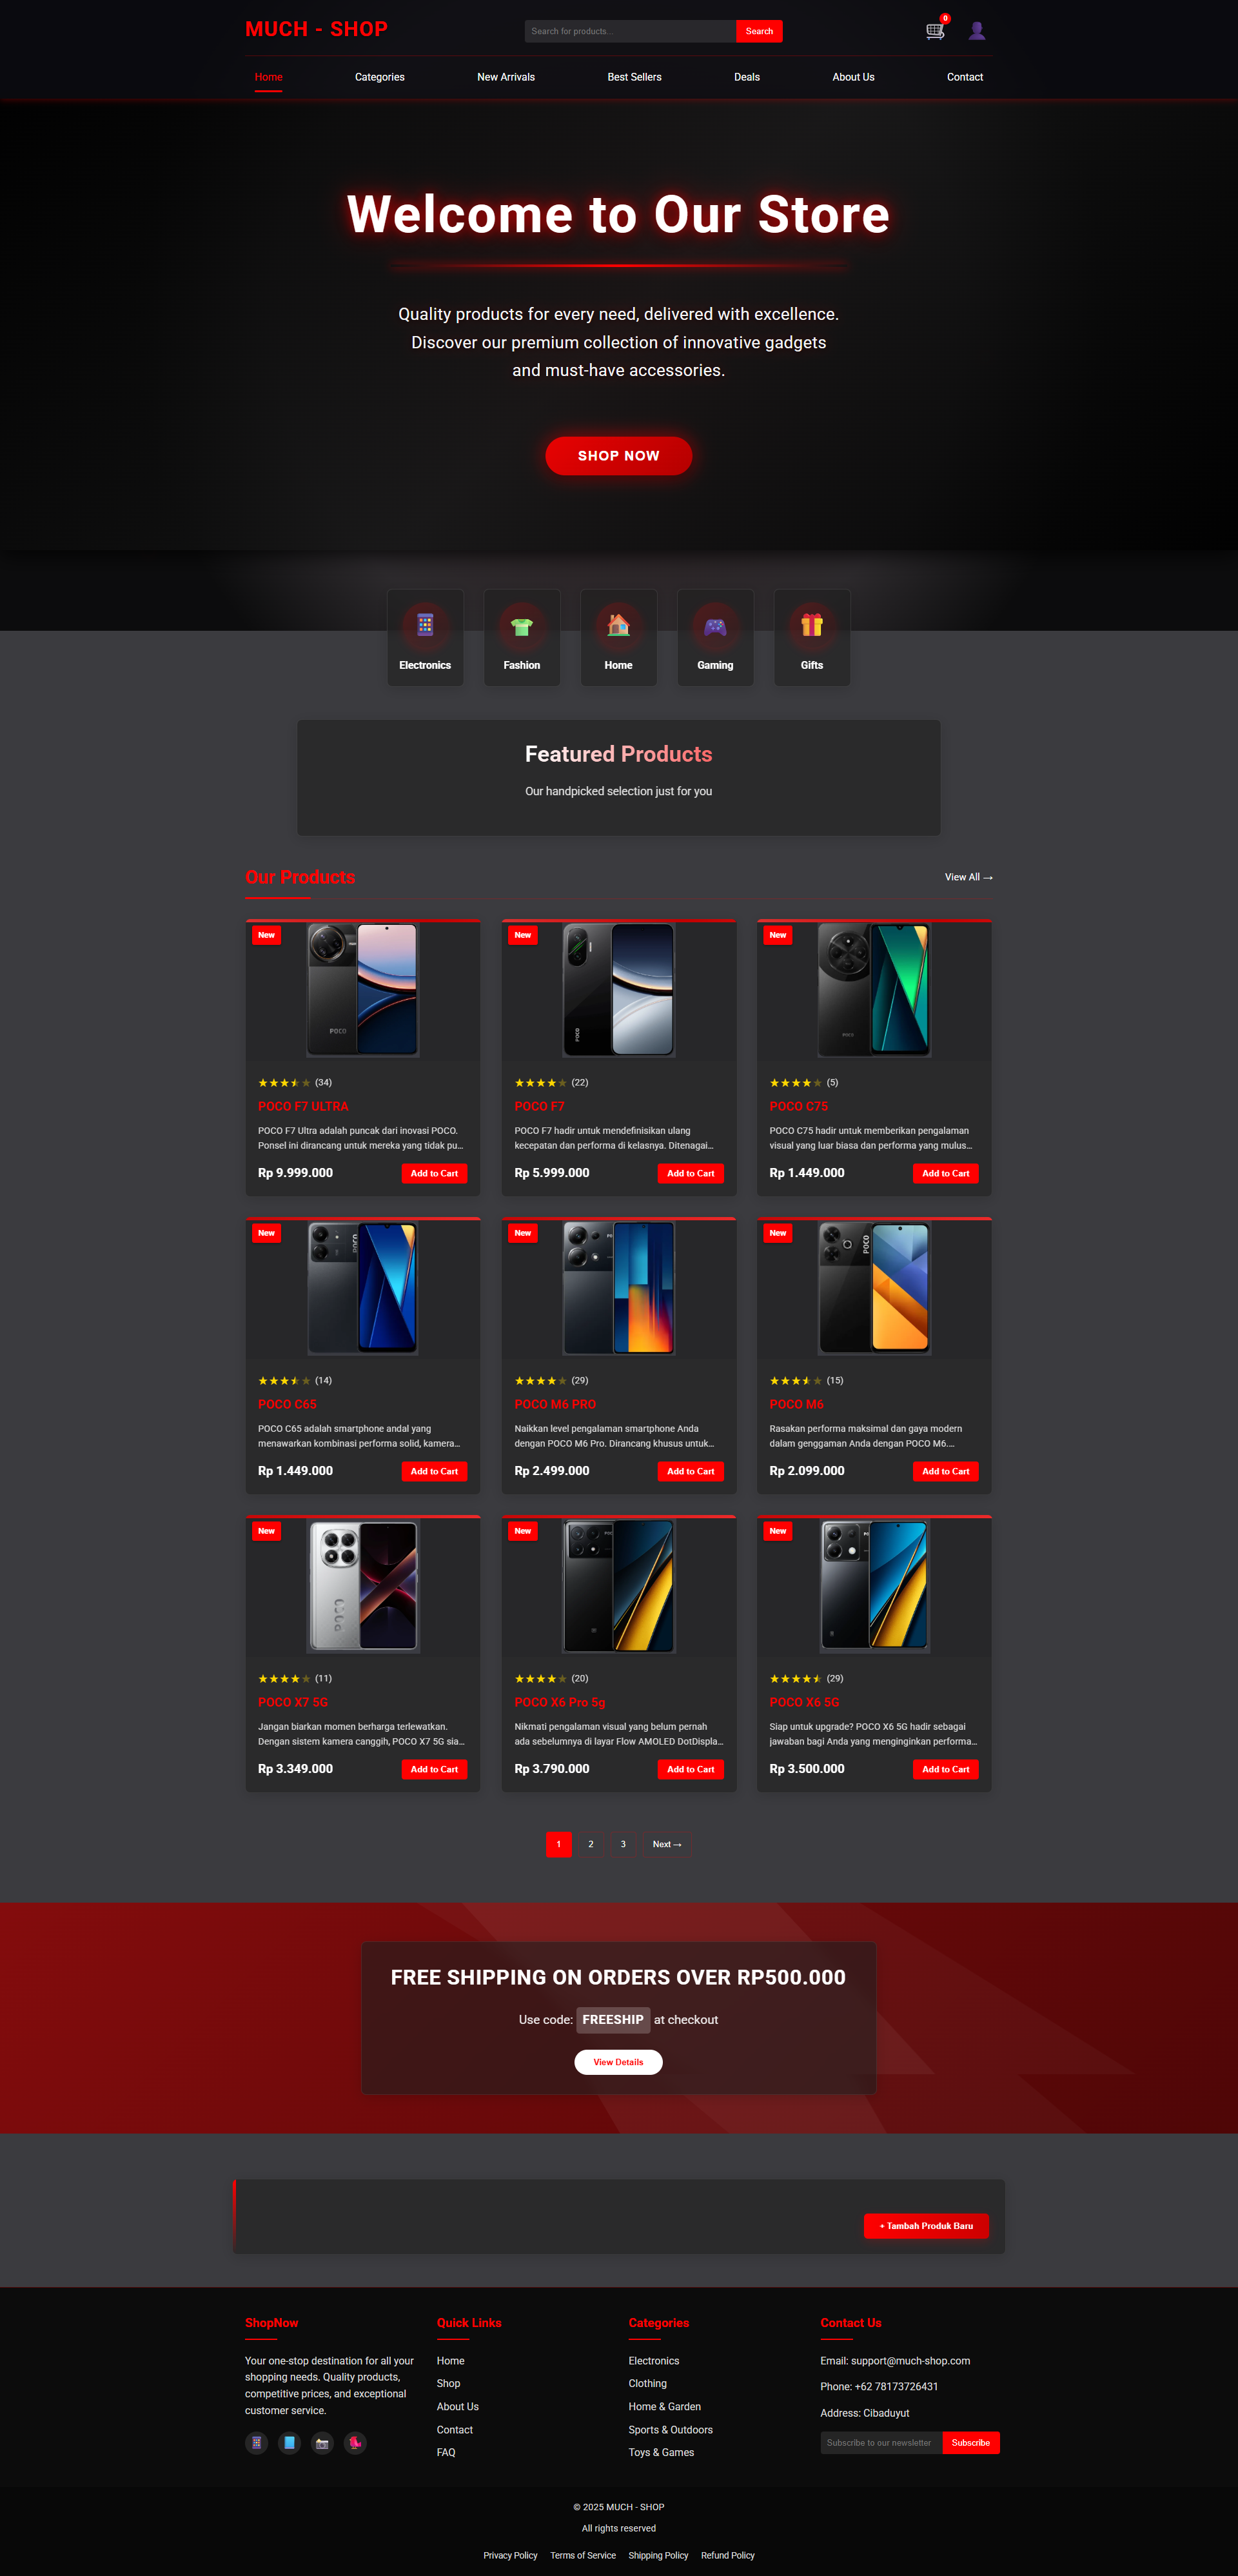 MUCH - SHOP
Search for products...
Search
0
Home
Categories
New Arrivals
Best Sellers
Deals
About Us
Contact
Welcome to Our Store
Quality products for every need, delivered with excellence.
Discover our premium collection of innovative gadgets
and must-have accessories.
SHOP NOW
Electronics
Fashion
Home
Gaming
Gifts
Featured Products
Our handpicked selection just for you
Our Products
View All →
New
POCO
★★★★★ (34)
POCO F7 ULTRA
POCO F7 Ultra adalah puncak dari inovasi POCO.
Ponsel ini dirancang untuk mereka yang tidak pu...
Rp 9.999.000
Add to Cart
New
POCO
★★★★★ (22)
POCO F7
POCO F7 hadir untuk mendefinisikan ulang
kecepatan dan performa di kelasnya. Ditenagai...
Rp 5.999.000
Add to Cart
New
POCO
★★★★★ (5)
POCO C75
POCO C75 hadir untuk memberikan pengalaman
visual yang luar biasa dan performa yang mulus...
Rp 1.449.000
Add to Cart
New
POCO
★★★★★ (14)
POCO C65
POCO C65 adalah smartphone andal yang
menawarkan kombinasi performa solid, kamera...
Rp 1.449.000
Add to Cart
New
★★★★★ (29)
POCO M6 PRO
Naikkan level pengalaman smartphone Anda
dengan POCO M6 Pro. Dirancang khusus untuk...
Rp 2.499.000
Add to Cart
New
POCO
★★★★★ (15)
POCO M6
Rasakan performa maksimal dan gaya modern
dalam genggaman Anda dengan POCO M6....
Rp 2.099.000
Add to Cart
New
POCO
★★★★★ (11)
POCO X7 5G
Jangan biarkan momen berharga terlewatkan.
Dengan sistem kamera canggih, POCO X7 5G sia...
Rp 3.349.000
Add to Cart
New
★★★★★ (20)
POCO X6 Pro 5g
Nikmati pengalaman visual yang belum pernah
ada sebelumnya di layar Flow AMOLED DotDispla...
Rp 3.790.000
Add to Cart
New
★★★★★ (29)
POCO X6 5G
Siap untuk upgrade? POCO X6 5G hadir sebagai
jawaban bagi Anda yang menginginkan performa...
Rp 3.500.000
Add to Cart
1
2
3
Next →
FREE SHIPPING ON ORDERS OVER RP500.000
Use code: FREESHIP at checkout
View Details
+ Tambah Produk Baru
ShopNow
Your one-stop destination for all your
shopping needs. Quality products,
competitive prices, and exceptional
customer service.
Quick Links
Home
Shop
About Us
Contact
FAQ
Categories
Electronics
Clothing
Home & Garden
Sports & Outdoors
Toys & Games
Contact Us
Email: support@much-shop.com
Phone: +62 78173726431
Address: Cibaduyut
Subscribe to our newsletter
Subscribe
© 2025 MUCH - SHOP
All rights reserved
Privacy Policy
Terms of Service
Shipping Policy
Refund Policy